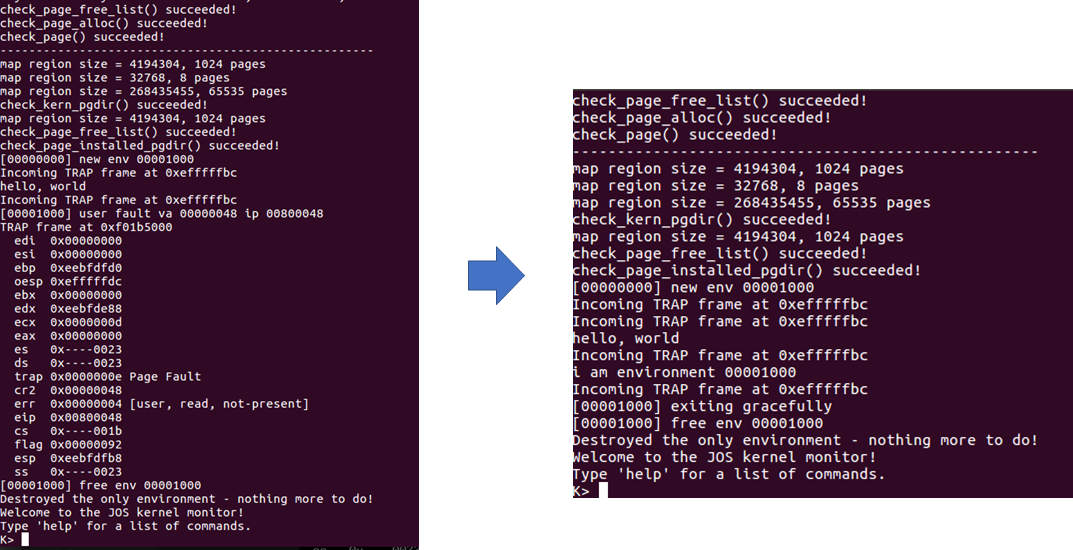 check_page_free_list() succeeded!
check_page_alloc() succeeded!
check_page() succeeded!
----------------------------------------------------
map region size = 4194304, 1024 pages
map region size = 32768, 8 pages
map region size = 268435455, 65535 pages
check_kern_pgdir() succeeded!
map region size = 4194304, 1024 pages
check_page_free_list() succeeded!
check_page_installed_pgdir() succeeded!
[00000000] new env 00001000
Incoming TRAP frame at 0xefffffbc
hello, world
Incoming TRAP frame at 0xefffffbc
[00001000] user fault va 00000048 ip 00800048
TRAP frame at 0xf01b5000
  edi  0x00000000
  esi  0x00000000
  ebp  0xeebfdfd0
  oesp 0xefffffdc
  ebx  0x00000000
  edx  0xeebfde88
  ecx  0x0000000d
  eax  0x00000000
  es   0x----0023
  ds   0x----0023
  trap 0x0000000e Page Fault
  cr2  0x00000048
  err  0x00000004 [user, read, not-present]
  eip  0x00800048
  cs   0x----001b
  flag 0x00000092
  esp  0xeebfdfb8
  ss   0x----0023
[00001000] free env 00001000
Destroyed the only environment - nothing more to do!
Welcome to the JOS kernel monitor!
Type 'help' for a list of commands.
K>
check_page_free_list() succeeded!
check_page_alloc() succeeded!
check_page() succeeded!
----------------------------------------------------
map region size = 4194304, 1024 pages
map region size = 32768, 8 pages
map region size = 268435455, 65535 pages
check_kern_pgdir() succeeded!
map region size = 4194304, 1024 pages
check_page_free_list() succeeded!
check_page_installed_pgdir() succeeded!
[00000000] new env 00001000
Incoming TRAP frame at 0xefffffbc
Incoming TRAP frame at 0xefffffbc
hello, world
Incoming TRAP frame at 0xefffffbc
i am environment 00001000
Incoming TRAP frame at 0xefffffbc
[00001000] exiting gracefully
[00001000] free env 00001000
Destroyed the only environment - nothing more to do!
Welcome to the JOS kernel monitor!
Type 'help' for a list of commands.
K>